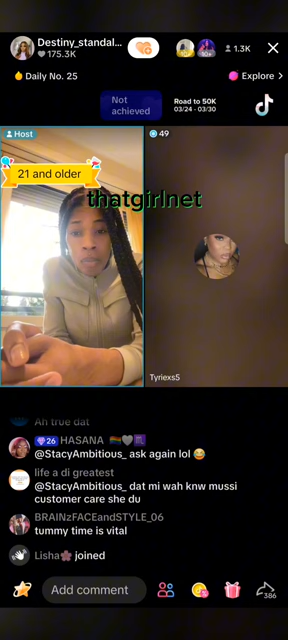 Destiny_standal...
175.3K
10+
10+
1.3K
Daily No. 25
Explore >
Not achieved
Road to 50K
03/24 - 03/30
Host
49
21 and older
thatgirlnet
Tyriexs5
Ah true dat
26 HASANA 🏳️‍🌈🩶
@StacyAmbitious_ ask again lol 😂
life a di greatest
@StacyAmbitious_ dat mi wah knw mussi
customer care she du
BRAINzFACEandSTYLE_06
tummy time is vital
Lisha🌸 joined
Add comment
386